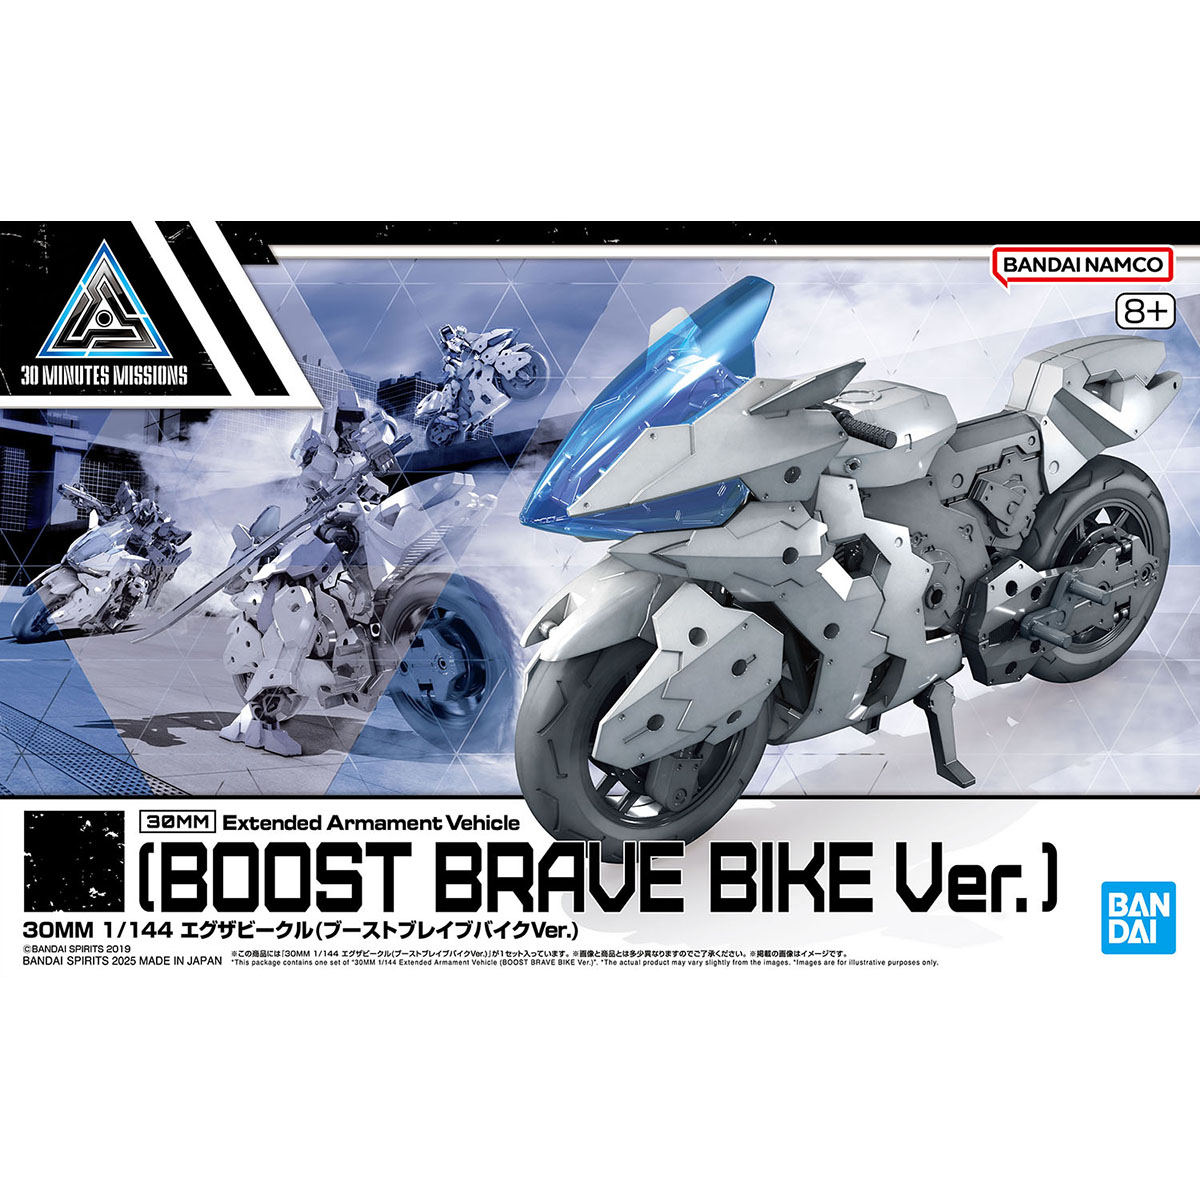 30 MINUTES MISSIONS
BANDAI NAMCO
8+
30MM Extended Armament Vehicle
(BOOST BRAVE BIKE Ver.)
30MM 1/144 エグザビークル(ブーストブレイブバイクVer.)
©BANDAI SPIRITS 2019
BANDAI SPIRITS 2025 MADE IN JAPAN
※この商品には「30MM 1/144 エグザビークル(ブーストブレイブバイクVer.)」が1セット入っています。※画像と商品とは多少異なりますのでご了承ください。※掲載の画像はイメージです。
*This package contains one set of "30MM 1/144 Extended Armament Vehicle (BOOST BRAVE BIKE Ver.)". *The actual product may vary slightly from the images. *Images are for illustrative purposes only.
BAN
DAI